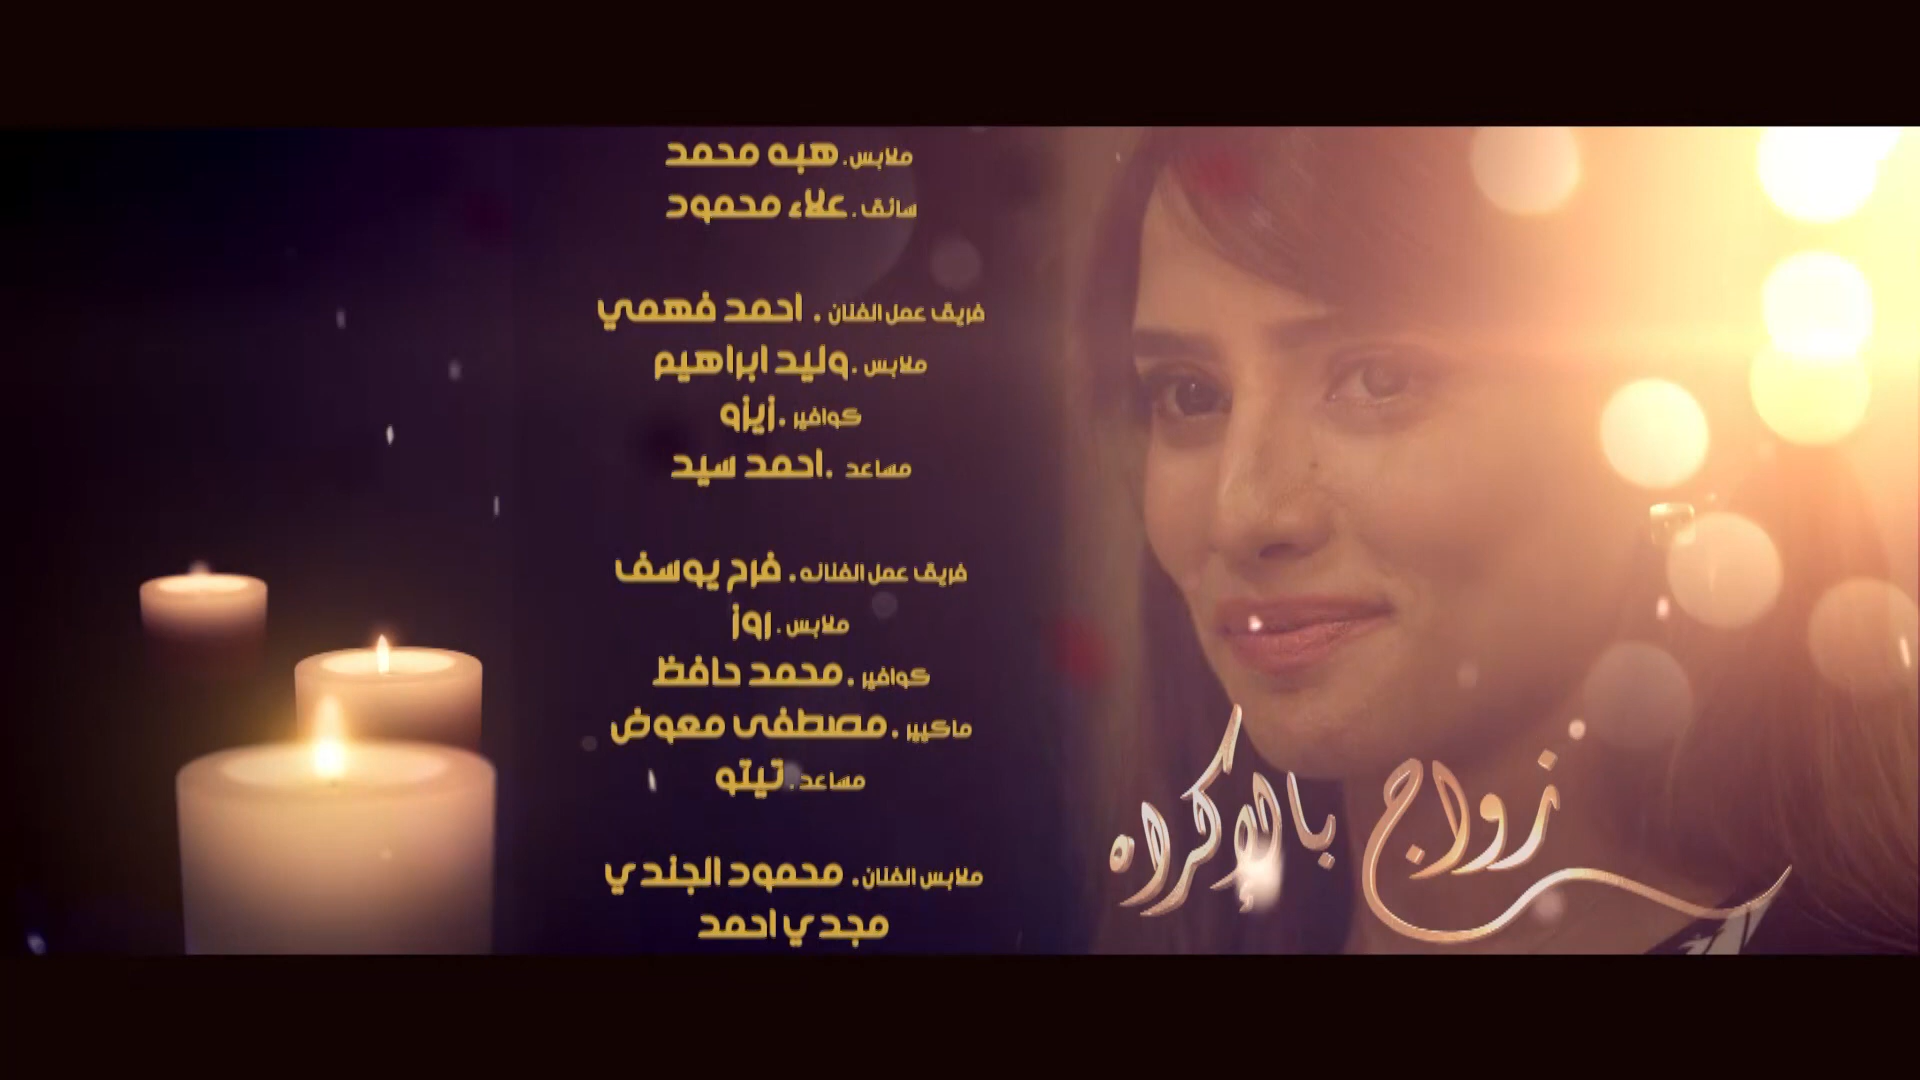 ملابس. هبه محمد
سائق. علاء محمود
فريق عمل الفنان. احمد فهمي
ملابس. وليد ابراهيم
كوافير. زيزو
مساعد. احمد سيد
فريق عمل الفنانه. فرح يوسف
ملابس. روز
كوافير. محمد حافظ
ماكيير. مصطفى معوض
مساعد. تيتو
ملابس الفنان. محمود الجندي
مجدي احمد
زواج بالإكراه